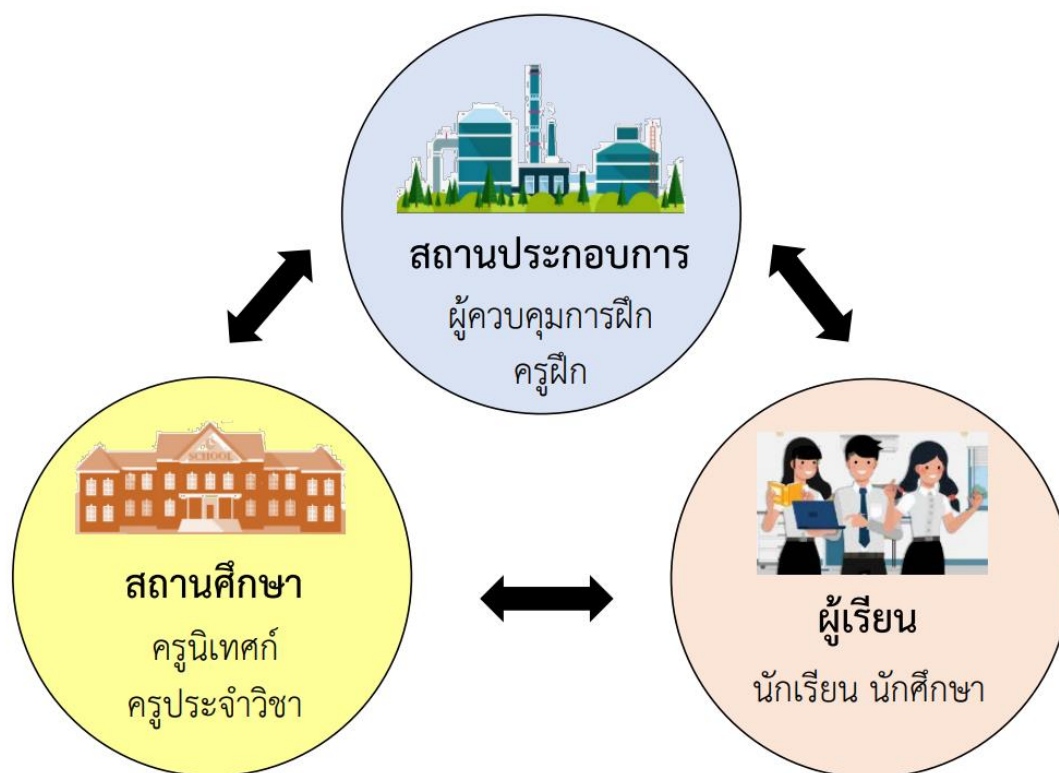 สถานประกอบการ
ผู้ควบคุมการฝึก
ครูฝึก
SCHOOL
สถานศึกษา
ครูนิเทศก์
ครูประจำวิชา
ผู้เรียน
นักเรียน นักศึกษา